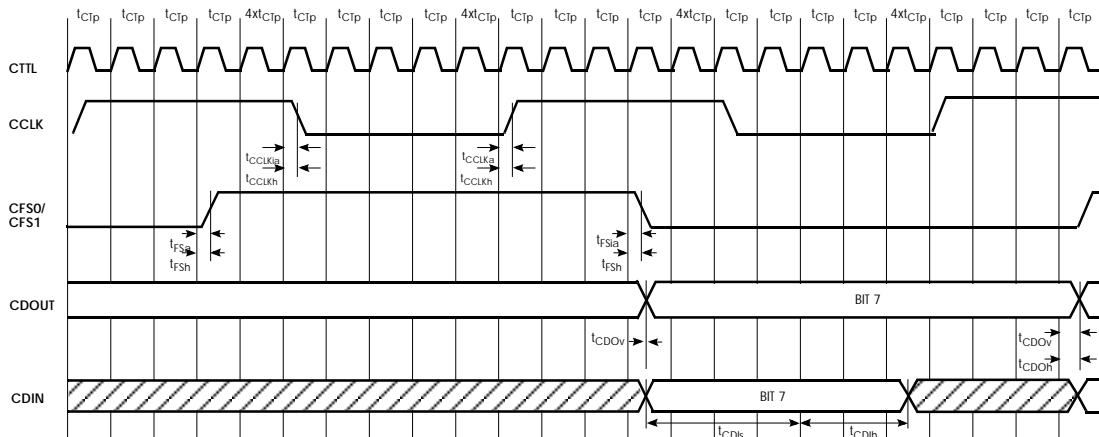 tCTp tCTp tCTp tCTp 4xtCTp tCTp tCTp tCTp tCTp 4xtCTp tCTp tCTp tCTp tCTp 4xtCTp tCTp tCTp tCTp tCTp 4xtCTp tCTp tCTp tCTp tCTp
CTTL
CCLK
tCCLKia tCCLKa
tCCLKh tCCLKh
CFS0/
CFS1
tFSa tFSia
tFSh tFSh
CDOUT BIT 7
tCDOv tCDOv
tCDOh
CDIN BIT 7
tCDIs tCDIh